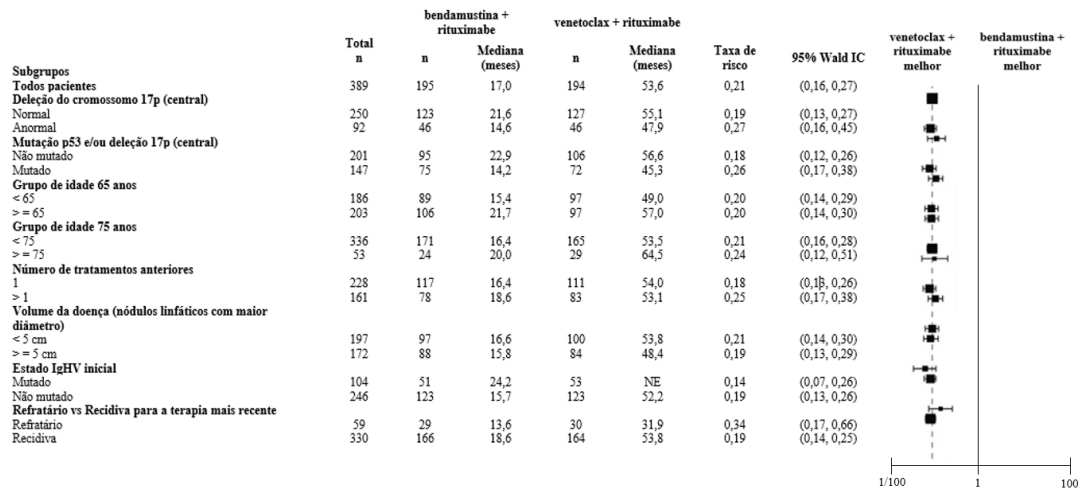 bendamustina + rituximabe venetoclax + rituximabe
Total n n Mediana (meses) n Mediana (meses) Taxa de risco 95% Wald IC venetoclax + rituximabe melhor bendamustina + rituximabe melhor
Subgrupos
Todos pacientes 389 195 17,0 194 53,6 0,21 (0,16, 0,27)
Deleção do cromossomo 17p (central)
Normal 250 123 21,6 127 55,1 0,19 (0,13, 0,27)
Anormal 92 46 14,6 46 47,9 0,27 (0,16, 0,45)
Mutação p53 e/ou deleção 17p (central)
Não mutado 201 95 22,9 106 56,6 0,18 (0,12, 0,26)
Mutado 147 75 14,2 72 45,3 0,26 (0,17, 0,38)
Grupo de idade 65 anos
< 65 186 89 15,4 97 49,0 0,20 (0,14, 0,29)
> = 65 203 106 21,7 97 57,0 0,20 (0,14, 0,30)
Grupo de idade 75 anos
< 75 336 171 16,4 165 53,5 0,21 (0,16, 0,28)
> = 75 53 24 20,0 29 64,5 0,24 (0,12, 0,51)
Número de tratamentos anteriores
1 228 117 16,4 111 54,0 0,18 (0,13, 0,26)
> 1 161 78 18,6 83 53,1 0,25 (0,17, 0,38)
Volume da doença (nódulos linfáticos com maior
diâmetro)
< 5 cm 197 97 16,6 100 53,8 0,21 (0,14, 0,30)
> = 5 cm 172 88 15,8 84 48,4 0,19 (0,13, 0,29)
Estado IgHV inicial
Mutado 104 51 24,2 53 NE 0,14 (0,07, 0,26)
Não mutado 246 123 15,7 123 52,2 0,19 (0,13, 0,26)
Refratário vs Recidiva para a terapia mais recente
Refratário 59 29 13,6 30 31,9 0,34 (0,17, 0,66)
Recidiva 330 166 18,6 164 53,8 0,19 (0,14, 0,25)
1/100 1 100